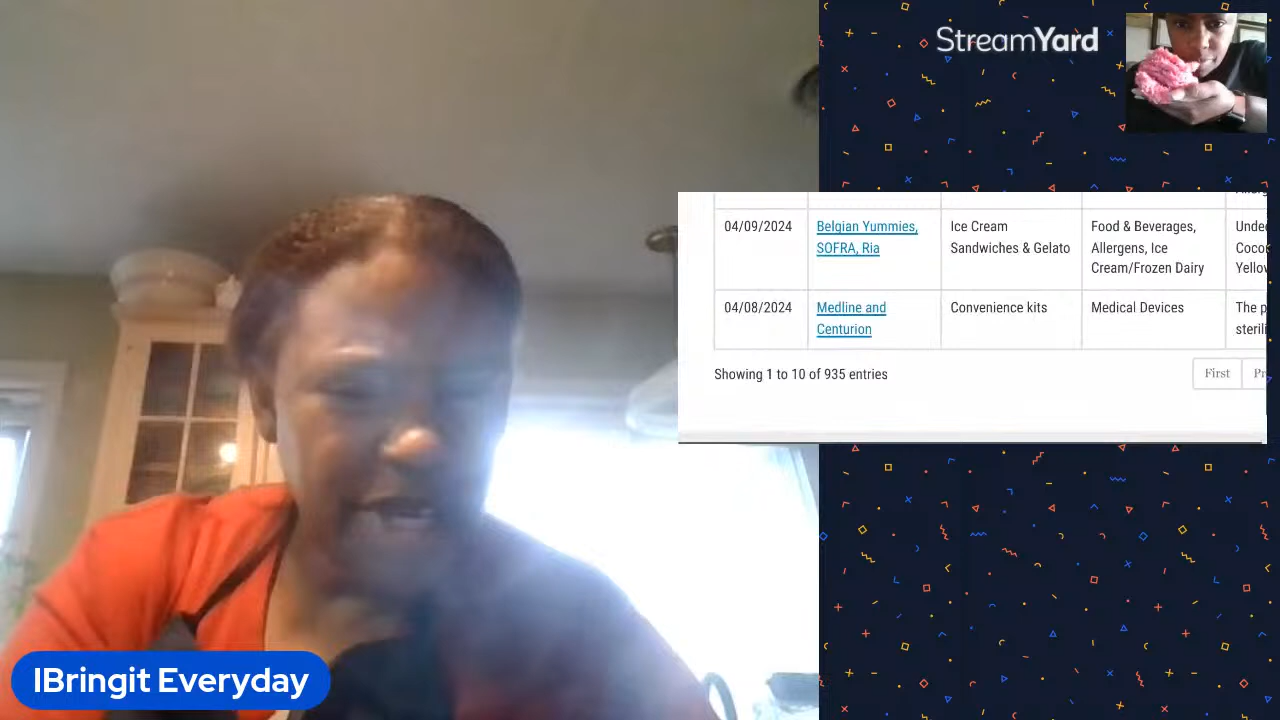 StreamYard
04/09/2024
Belgian Yummies,
SOFRA, Ria
Ice Cream
Sandwiches & Gelato
Food & Beverages,
Allergens, Ice
Cream/Frozen Dairy
04/08/2024
Medline and
Centurion
Convenience kits
Medical Devices
The p
Showing 1 to 10 of 935 entries
First
IBringit Everyday